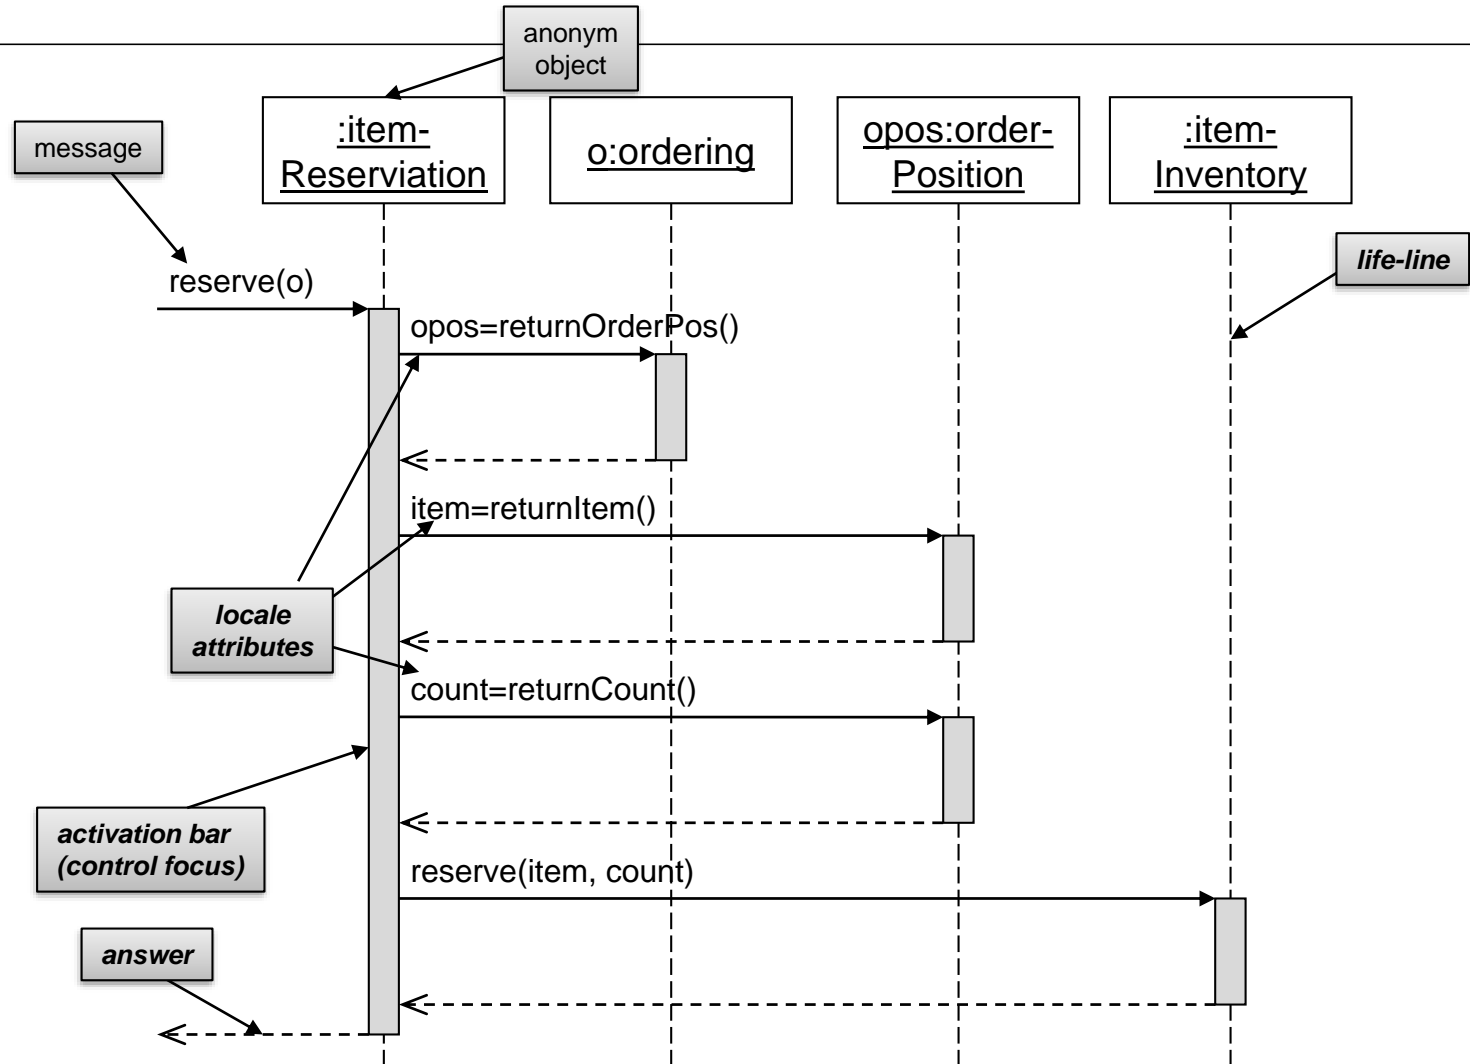 anonym
object
:item-
Reserviation
o:ordering
opos:order-
Position
:item-
Inventory
message
life-line
reserve(o)
opos=returnOrderPos()
item=returnItem()
locale
attributes
count=returnCount()
activation bar
(control focus)
reserve(item, count)
answer